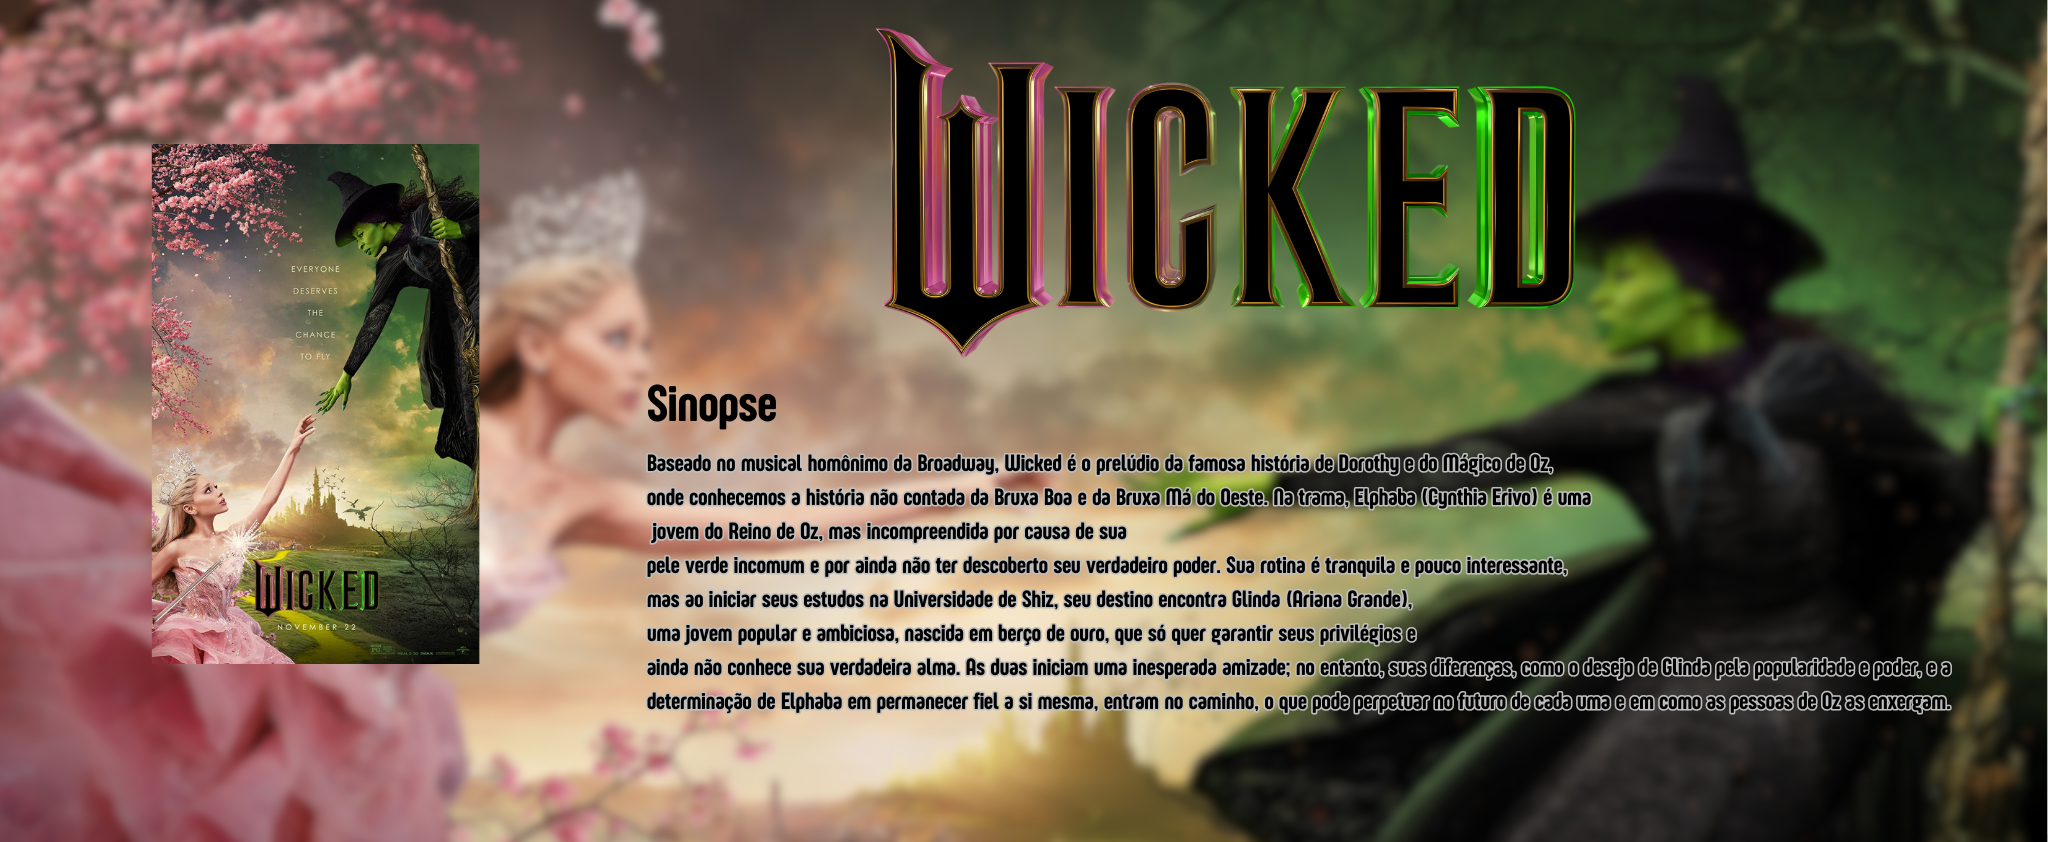 WICKED
EVERYONE
DESERVES
THE
CHANCE
TO FLY
WICKED
NOVEMBER 22
Sinopse
Baseado no musical homônimo da Broadway, Wicked é o prelúdio da famosa história de Dorothy e do Mágico de Oz,
onde conhecemos a história não contada da Bruxa Boa e da Bruxa Má do Oeste. Na trama, Elphaba (Cynthia Erivo) é uma
jovem do Reino de Oz, mas incompreendida por causa de sua
pele verde incomum e por ainda não ter descoberto seu verdadeiro poder. Sua rotina é tranquila e pouco interessante,
mas ao iniciar seus estudos na Universidade de Shiz, seu destino encontra Glinda (Ariana Grande),
uma jovem popular e ambiciosa, nascida em berço de ouro, que só quer garantir seus privilégios e
ainda não conhece sua verdadeira alma. As duas iniciam uma inesperada amizade; no entanto, suas diferenças, como o desejo de Glinda pela popularidade e poder, e a
determinação de Elphaba em permanecer fiel a si mesma, entram no caminho, o que pode perpetuar no futuro de cada uma e em como as pessoas de Oz as enxergam.